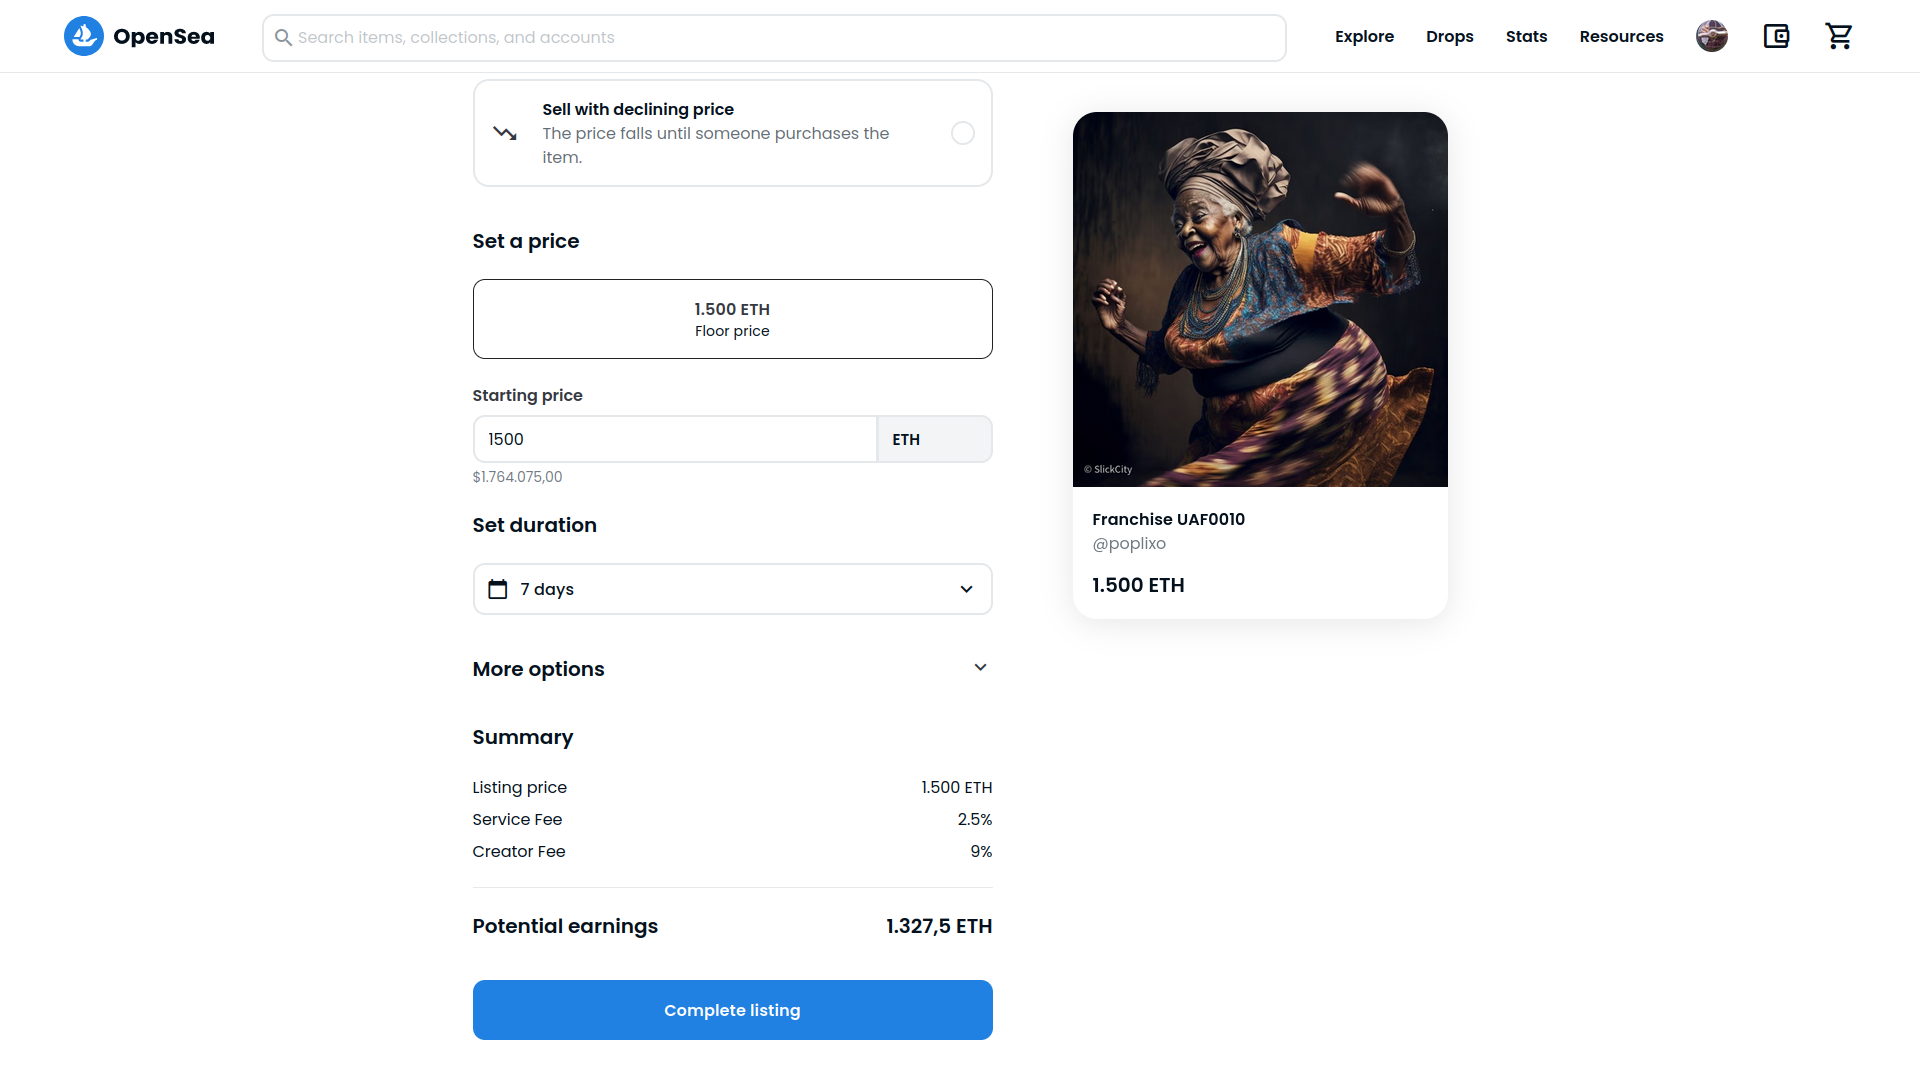 OpenSea
Search items, collections, and accounts
Explore
Drops
Stats
Resources
Sell with declining price
The price falls until someone purchases the
item.
Set a price
1.500 ETH
Floor price
Starting price
1500
ETH
$1.764.075,00
Set duration
7 days
More options
Summary
Listing price
1.500 ETH
Service Fee
2.5%
Creator Fee
9%
Potential earnings
1.327,5 ETH
Complete listing
© SlickCity
Franchise UAF0010
@poplixo
1.500 ETH